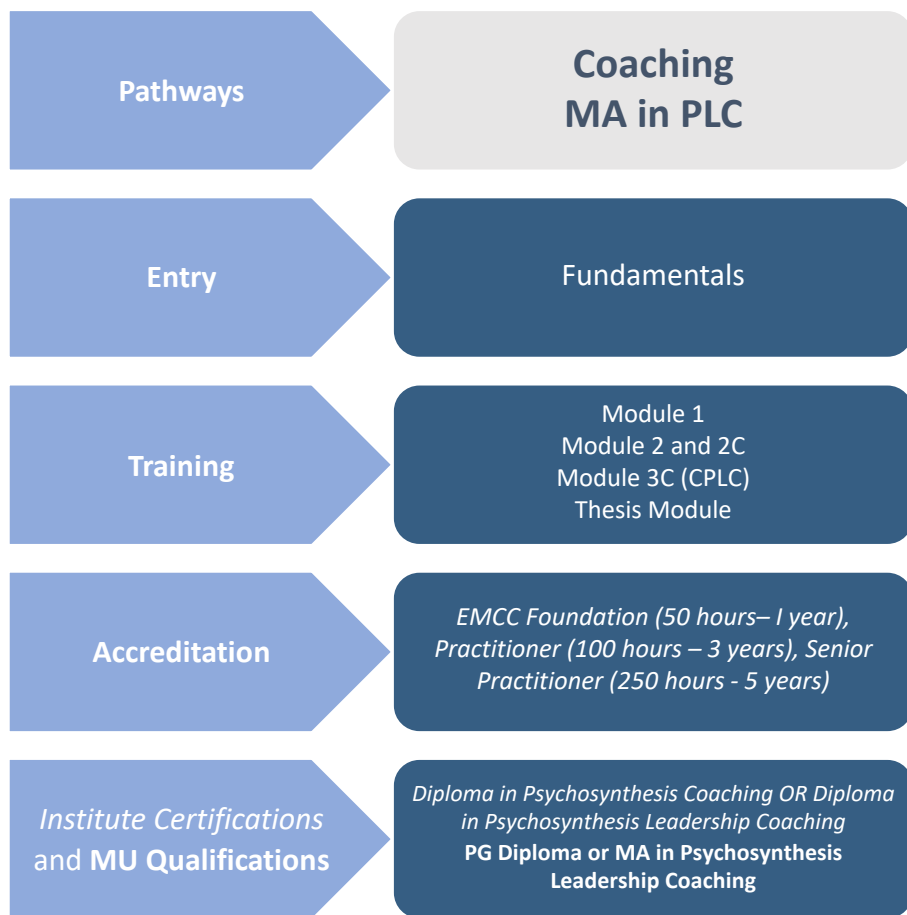 Pathways
Coaching
MA in PLC
Entry
Fundamentals
Training
Module 1
Module 2 and 2C
Module 3C (CPLC)
Thesis Module
Accreditation
EMCC Foundation (50 hours– I year),
Practitioner (100 hours – 3 years), Senior
Practitioner (250 hours - 5 years)
Institute Certifications
and MU Qualifications
Diploma in Psychosynthesis Coaching OR Diploma
in Psychosynthesis Leadership Coaching
PG Diploma or MA in Psychosynthesis
Leadership Coaching